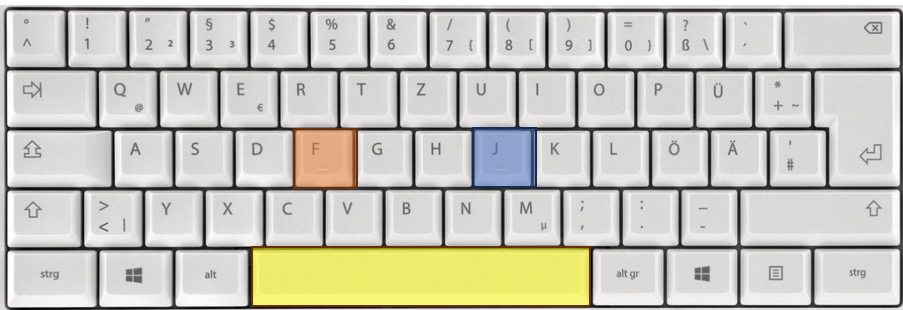 ° ^ ! 1 " 2 ² § 3 ³ $ 4 % 5 & 6 / 7 { ( 8 [ ) 9 ] = 0 } ? ß \ ` ´
Q @ W E € R T Z U I O P Ü * + ~
A S D F G H J K L Ö Ä ' #
> < | Y X C V B N M µ ; , : . _ -
strg alt alt gr strg